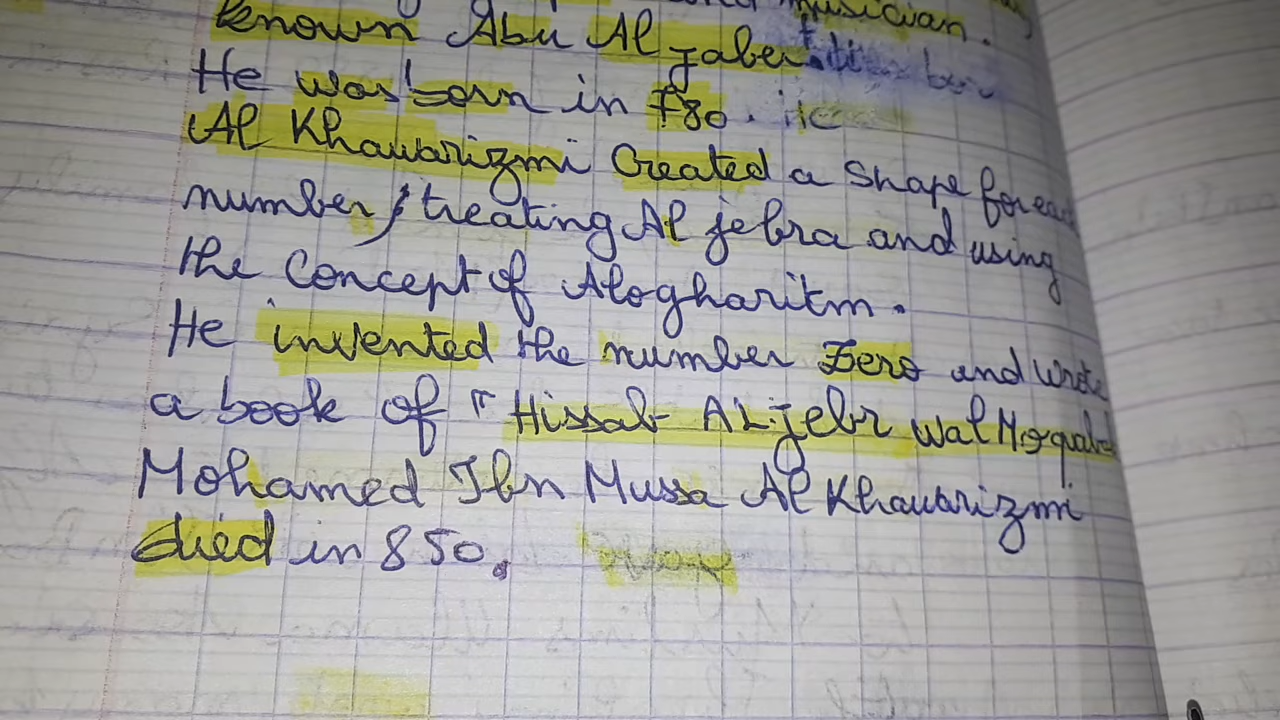 musician.
known Abu Al jaber
He was born in 780.
Al Khawarizmi Created a Shape for each
number, treating Al jebra and using
the Concept of Alogharitm.
He invented the number Zero and wrote
a book of " Hissab AL-jebr wal Moqabal
Mohamed Ibn Mussa Al Khawarizmi
died in 850.